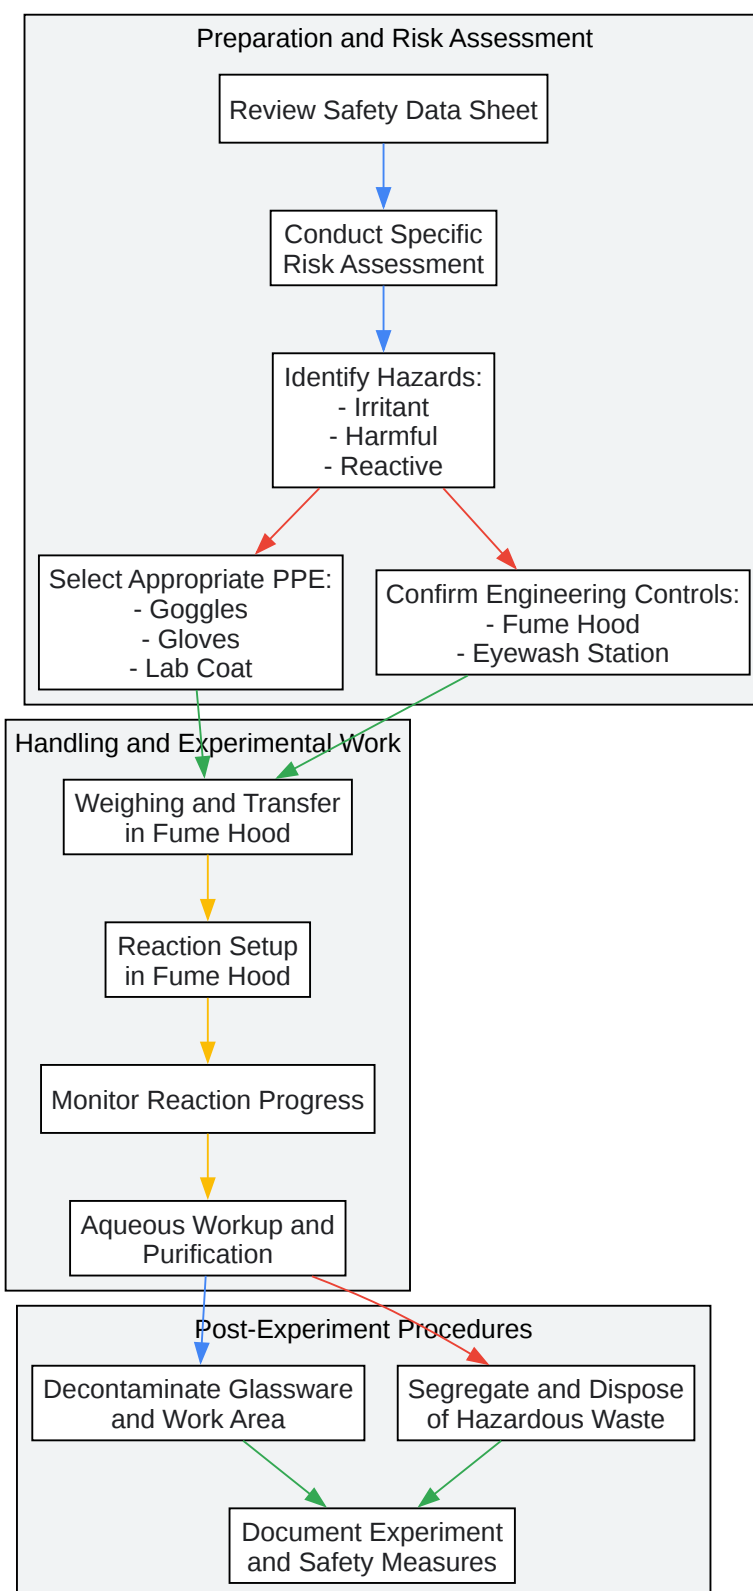 Preparation and Risk Assessment
Review Safety Data Sheet
Conduct Specific
Risk Assessment
Identify Hazards:
- Irritant
- Harmful
- Reactive
Select Appropriate PPE:
- Goggles
- Gloves
- Lab Coat
Confirm Engineering Controls:
- Fume Hood
- Eyewash Station
Handling and Experimental Work
Weighing and Transfer
in Fume Hood
Reaction Setup
in Fume Hood
Monitor Reaction Progress
Aqueous Workup and
Purification
Post-Experiment Procedures
Decontaminate Glassware
and Work Area
Segregate and Dispose
of Hazardous Waste
Document Experiment
and Safety Measures